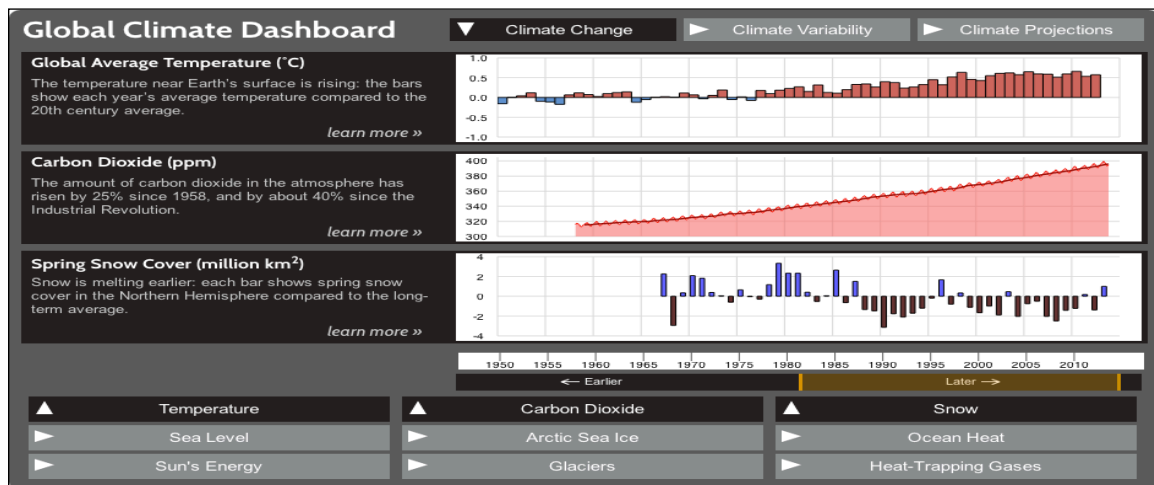 Global Climate Dashboard
Climate Change
Climate Variability
Climate Projections
Global Average Temperature (˚C)
The temperature near Earth's surface is rising: the bars
show each year's average temperature compared to the
20th century average.
learn more »
1.0
0.5
0.0
-0.5
-1.0
Carbon Dioxide (ppm)
The amount of carbon dioxide in the atmosphere has
risen by 25% since 1958, and by about 40% since the
Industrial Revolution.
learn more »
400
380
360
340
320
300
Spring Snow Cover (million km²)
Snow is melting earlier: each bar shows spring snow
cover in the Northern Hemisphere compared to the long-
term average.
learn more »
4
2
0
-2
-4
1950 1955 1960 1965 1970 1975 1980 1985 1990 1995 2000 2005 2010
← Earlier
Later →
Temperature
Carbon Dioxide
Snow
Sea Level
Arctic Sea Ice
Ocean Heat
Sun's Energy
Glaciers
Heat-Trapping Gases